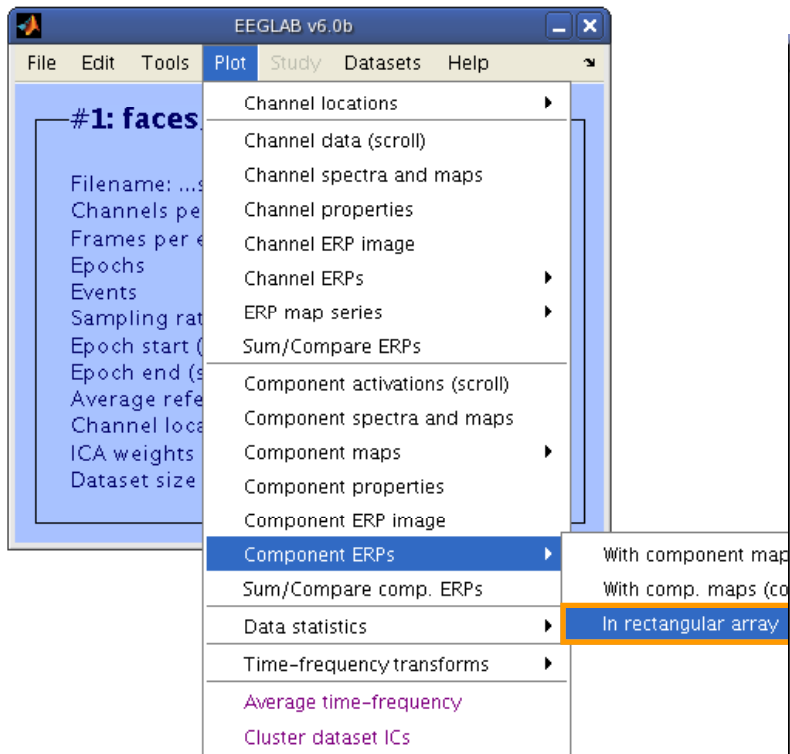 EEGLAB v6.0b
File Edit Tools Plot Study Datasets Help
#1: faces
Filename: ...s
Channels pe
Frames per e
Epochs
Events
Sampling rat
Epoch start (
Epoch end (s
Average refe
Channel loca
ICA weights
Dataset size
Channel locations
Channel data (scroll)
Channel spectra and maps
Channel properties
Channel ERP image
Channel ERPs
ERP map series
Sum/Compare ERPs
Component activations (scroll)
Component spectra and maps
Component maps
Component properties
Component ERP image
Component ERPs
Sum/Compare comp. ERPs
Data statistics
Time-frequency transforms
Average time-frequency
Cluster dataset ICs
With component map
With comp. maps (co
In rectangular array